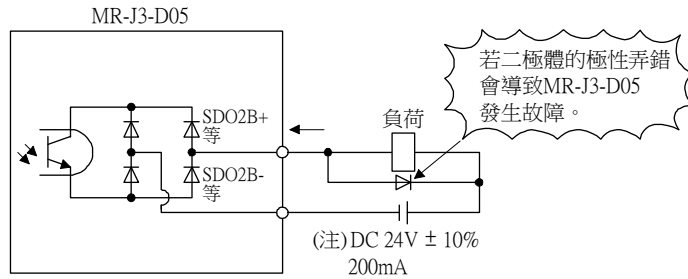 MR-J3-D05
若二極體的極性弄錯
會導致MR-J3-D05
發生故障。
SDO2B+
等
負荷
SDO2B-
等
(注) DC 24V ± 10%
200mA